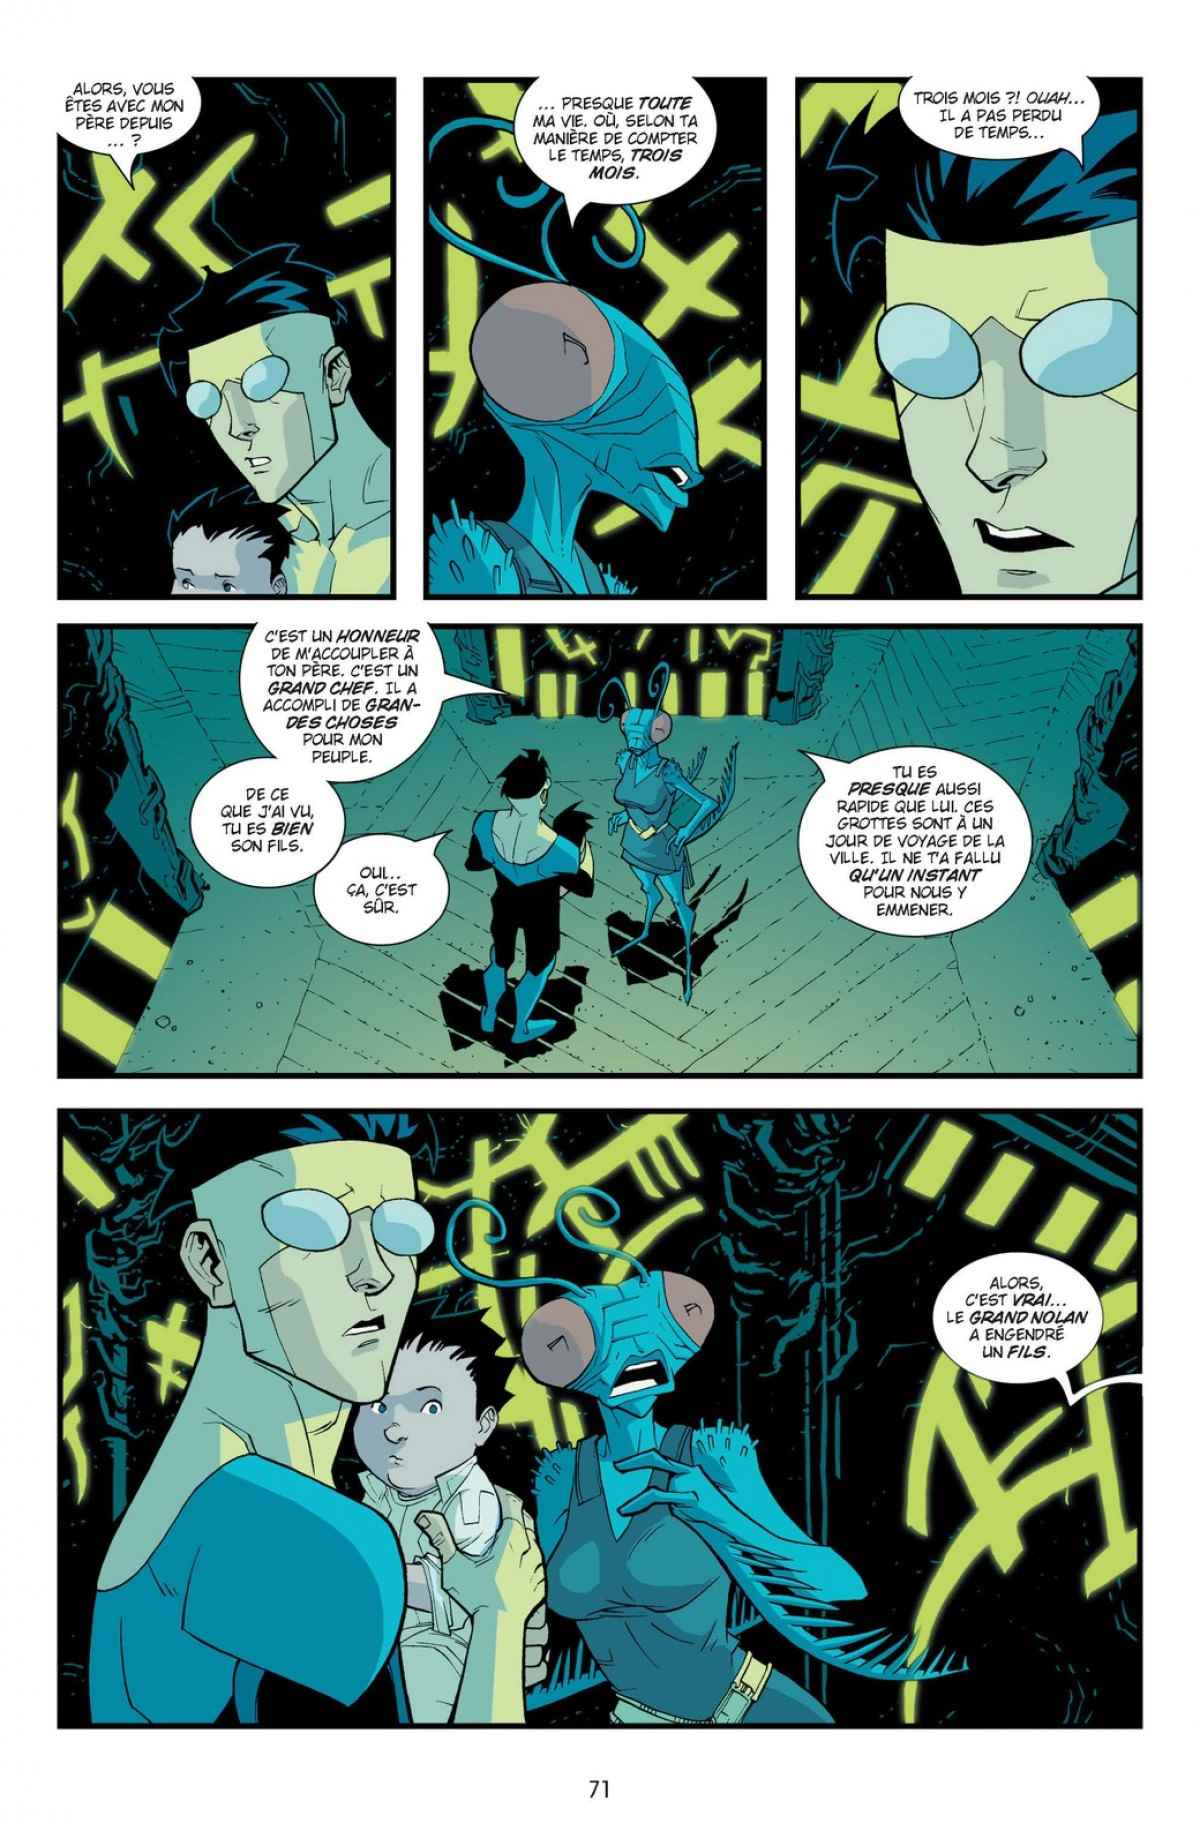 ALORS, VOUS
ÊTES AVEC MON
PÈRE DEPUIS
... ?
... PRESQUE TOUTE
MA VIE. OÙ, SELON TA
MANIÈRE DE COMPTER
LE TEMPS, TROIS
MOIS.
TROIS MOIS ?! OUAH...
IL A PAS PERDU
DE TEMPS...
C'EST UN HONNEUR
DE M'ACCOUPLER À
TON PÈRE. C'EST UN
GRAND CHEF. IL A
ACCOMPLI DE GRAN-
DES CHOSES
POUR MON
PEUPLE.
DE CE
QUE J'AI VU,
TU ES BIEN
SON FILS.
OUI..
ÇA, C'EST
SÛR.
TU ES
PRESQUE AUSSI
RAPIDE QUE LUI. CES
GROTTES SONT À UN
JOUR DE VOYAGE DE LA
VILLE. IL NE T'A FALLU
QU'UN INSTANT
POUR NOUS Y
EMMENER.
ALORS,
C'EST VRAI...
LE GRAND NOLAN
A ENGENDRÉ
UN FILS.
71